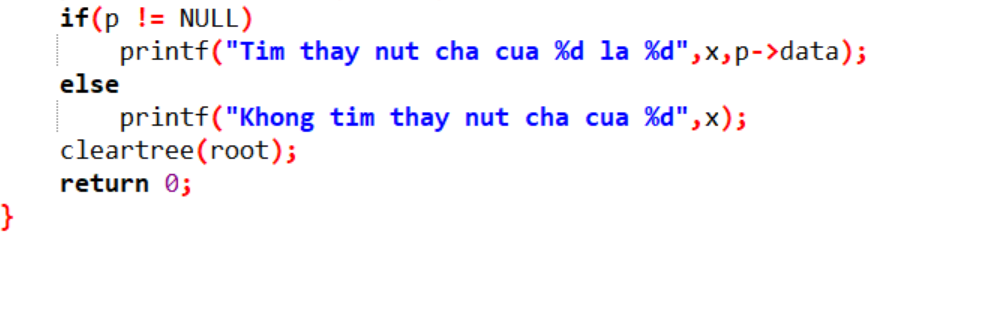 if(p != NULL)
printf("Tim thay nut cha cua %d la %d",x,p->data);
else
printf("Khong tim thay nut cha cua %d",x);
cleartree(root);
return 0;
}